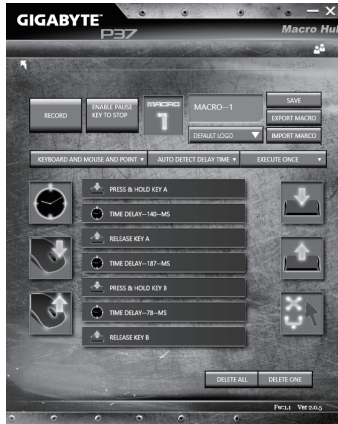 GIGABYTE™
P37
Macro Hub
RECORD
ENABLE PAUSE
KEY TO STOP
MACRO
1
MACRO--1
DEFAULT LOGO
SAVE
EXPORT MACRO
IMPORT MARCO
KEYBOARD AND MOUSE AND POINT
AUTO DETECT DELAY TIME
EXECUTE ONCE
PRESS & HOLD KEY A
TIME DELAY--140--MS
RELEASE KEY A
TIME DELAY--187--MS
PRESS & HOLD KEY B
TIME DELAY--78--MS
RELEASE KEY B
DELETE ALL
DELETE ONE
Fw:1.1 Ver 2.0.5